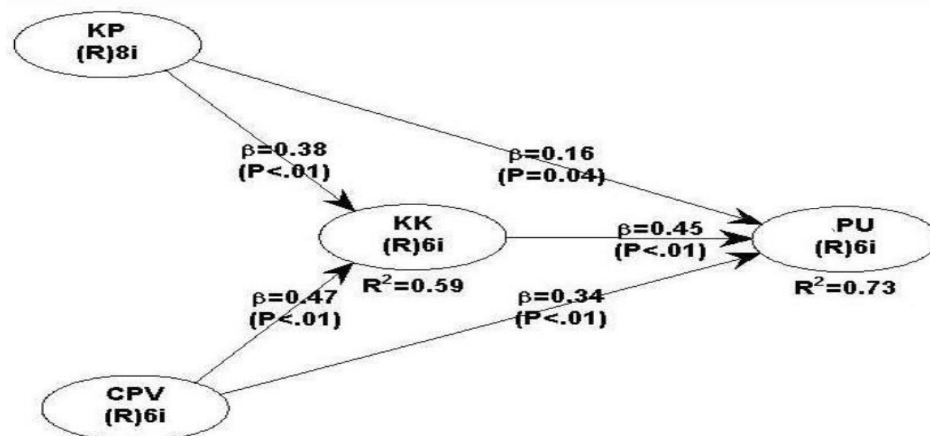 KP
(R)8i
β=0.38
(P<.01)
β=0.16
(P=0.04)
KK
(R)6i
R²=0.59
β=0.45
(P<.01)
PU
(R)6i
R²=0.73
β=0.47
(P<.01)
β=0.34
(P<.01)
CPV
(R)6i